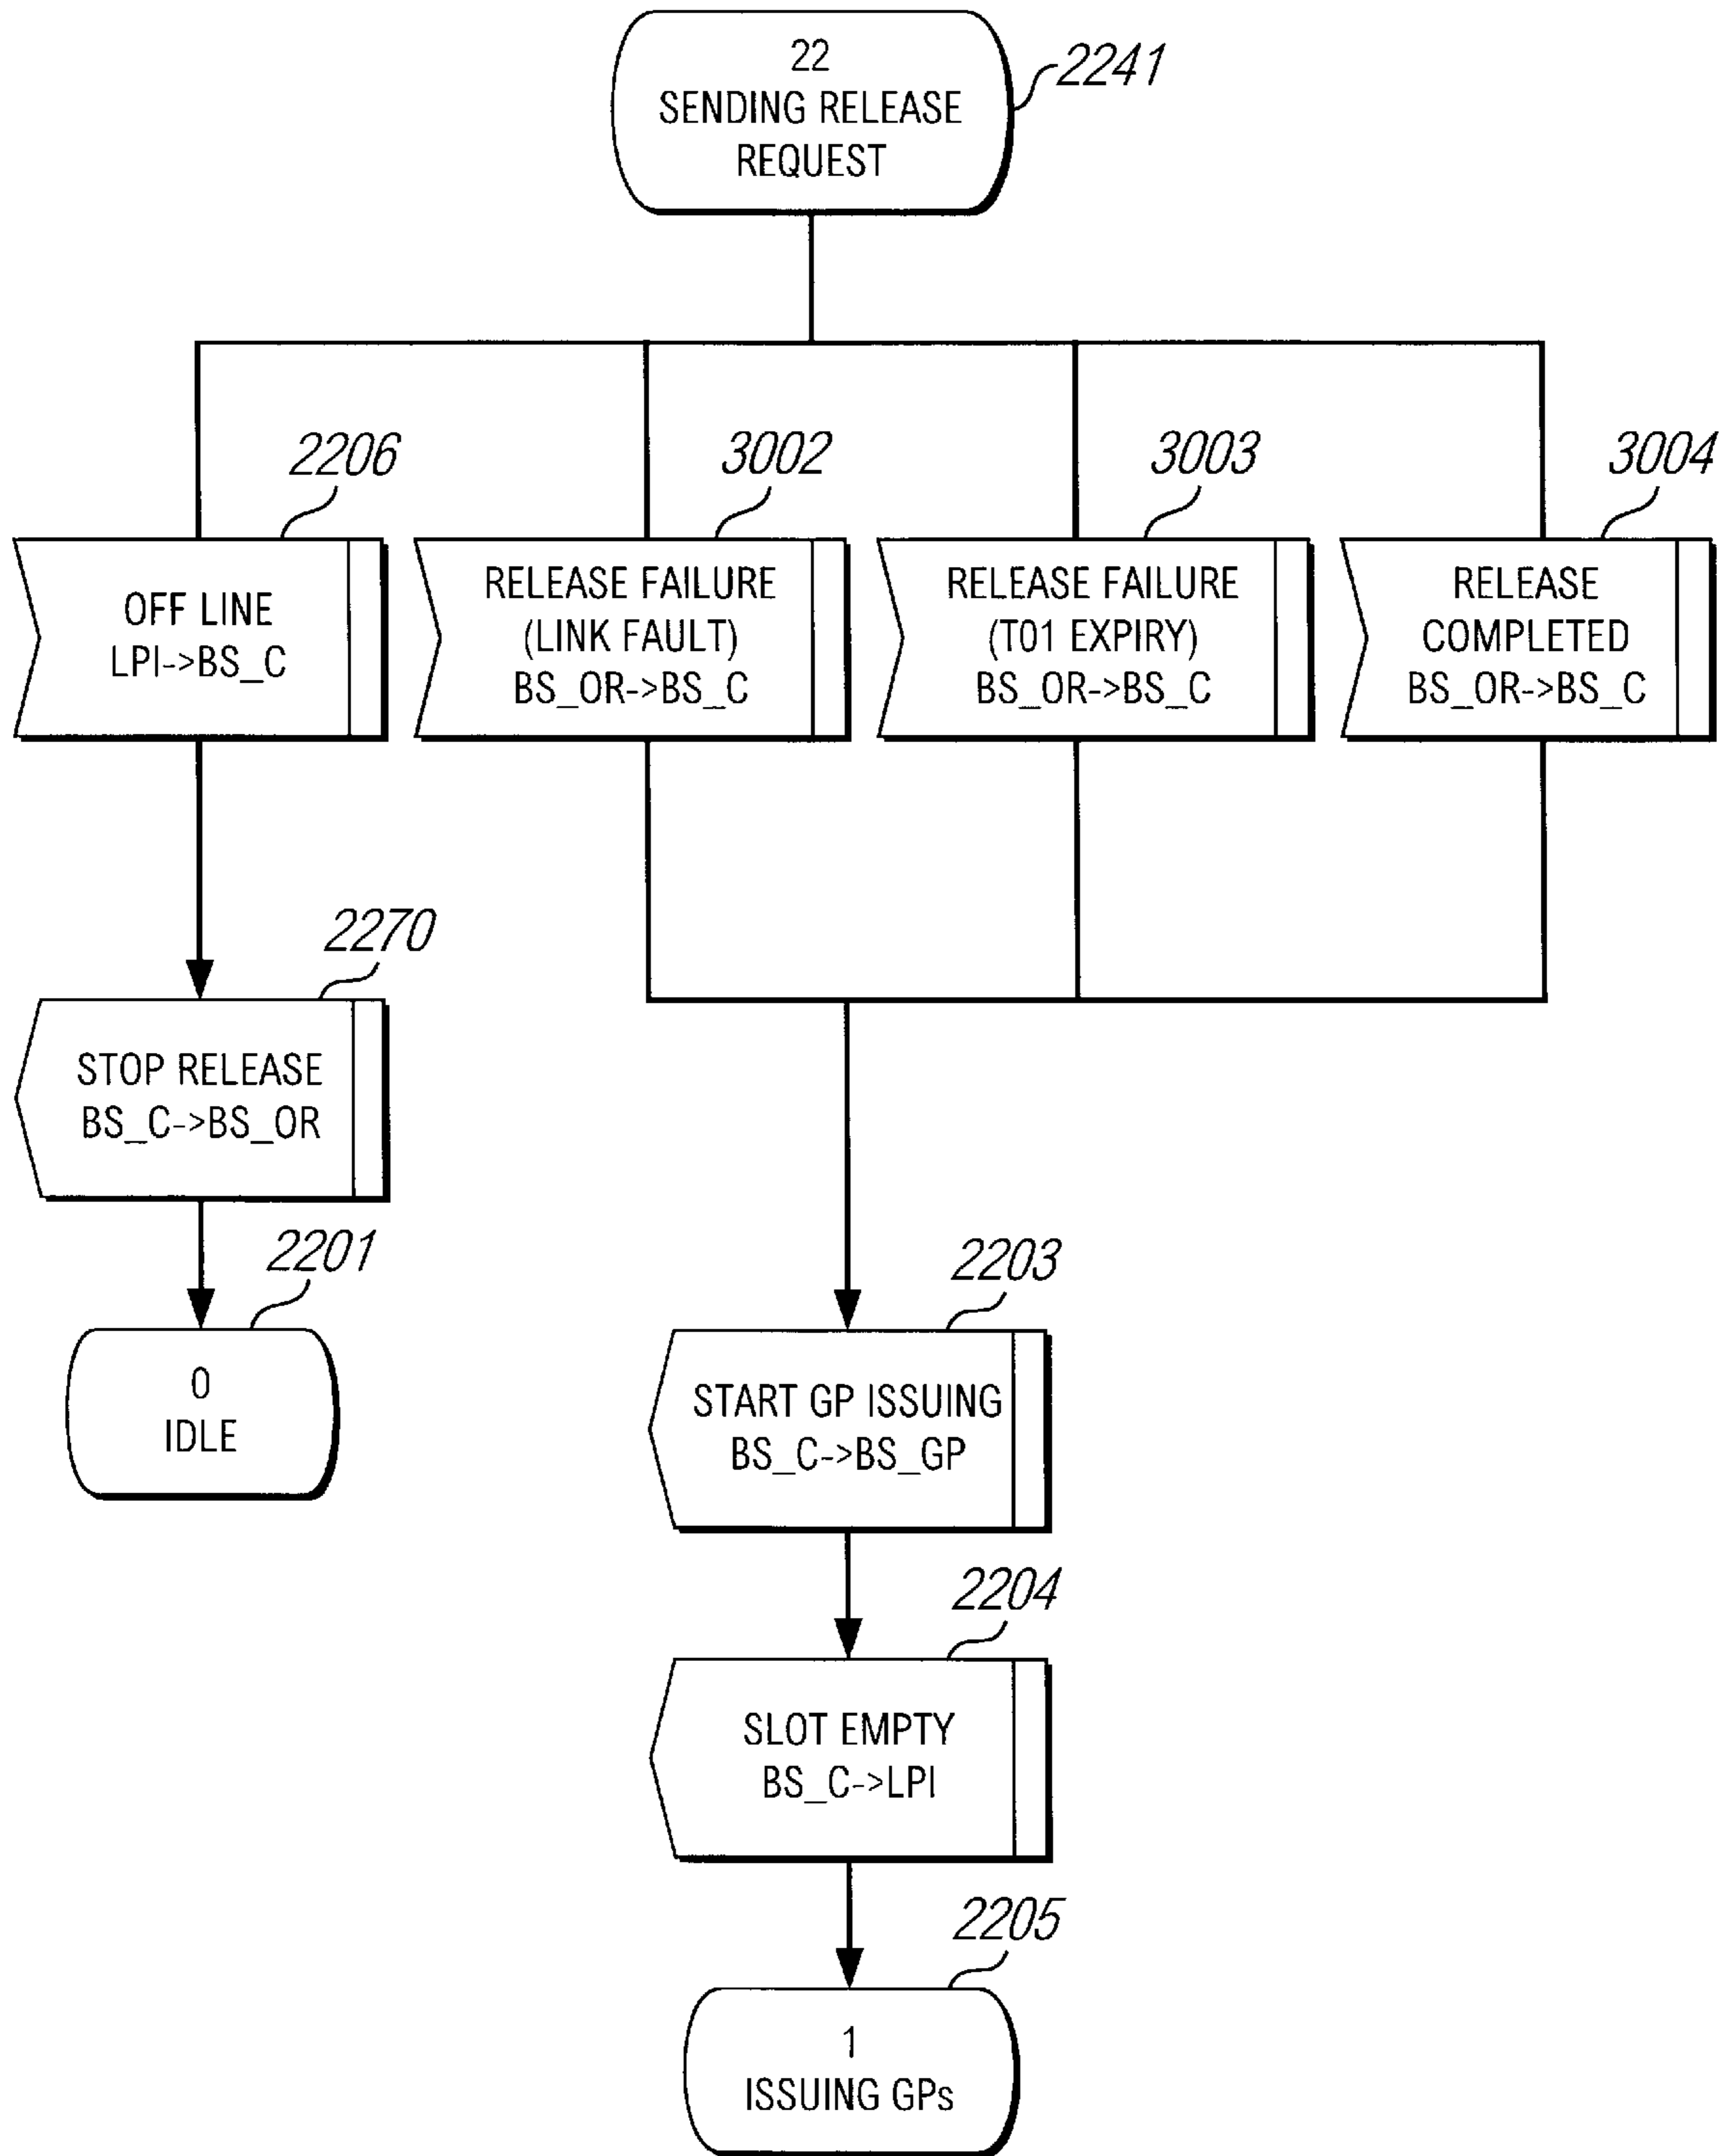 22
SENDING RELEASE
REQUEST
2241
2206
3002
3003
3004
OFF LINE
LPI->BS_C
RELEASE FAILURE
(LINK FAULT)
BS_OR->BS_C
RELEASE FAILURE
(T01 EXPIRY)
BS_OR->BS_C
RELEASE
COMPLETED
BS_OR->BS_C
2270
STOP RELEASE
BS_C->BS_OR
2201
0
IDLE
2203
START GP ISSUING
BS_C->BS_GP
2204
SLOT EMPTY
BS_C->LPI
2205
1
ISSUING GPs